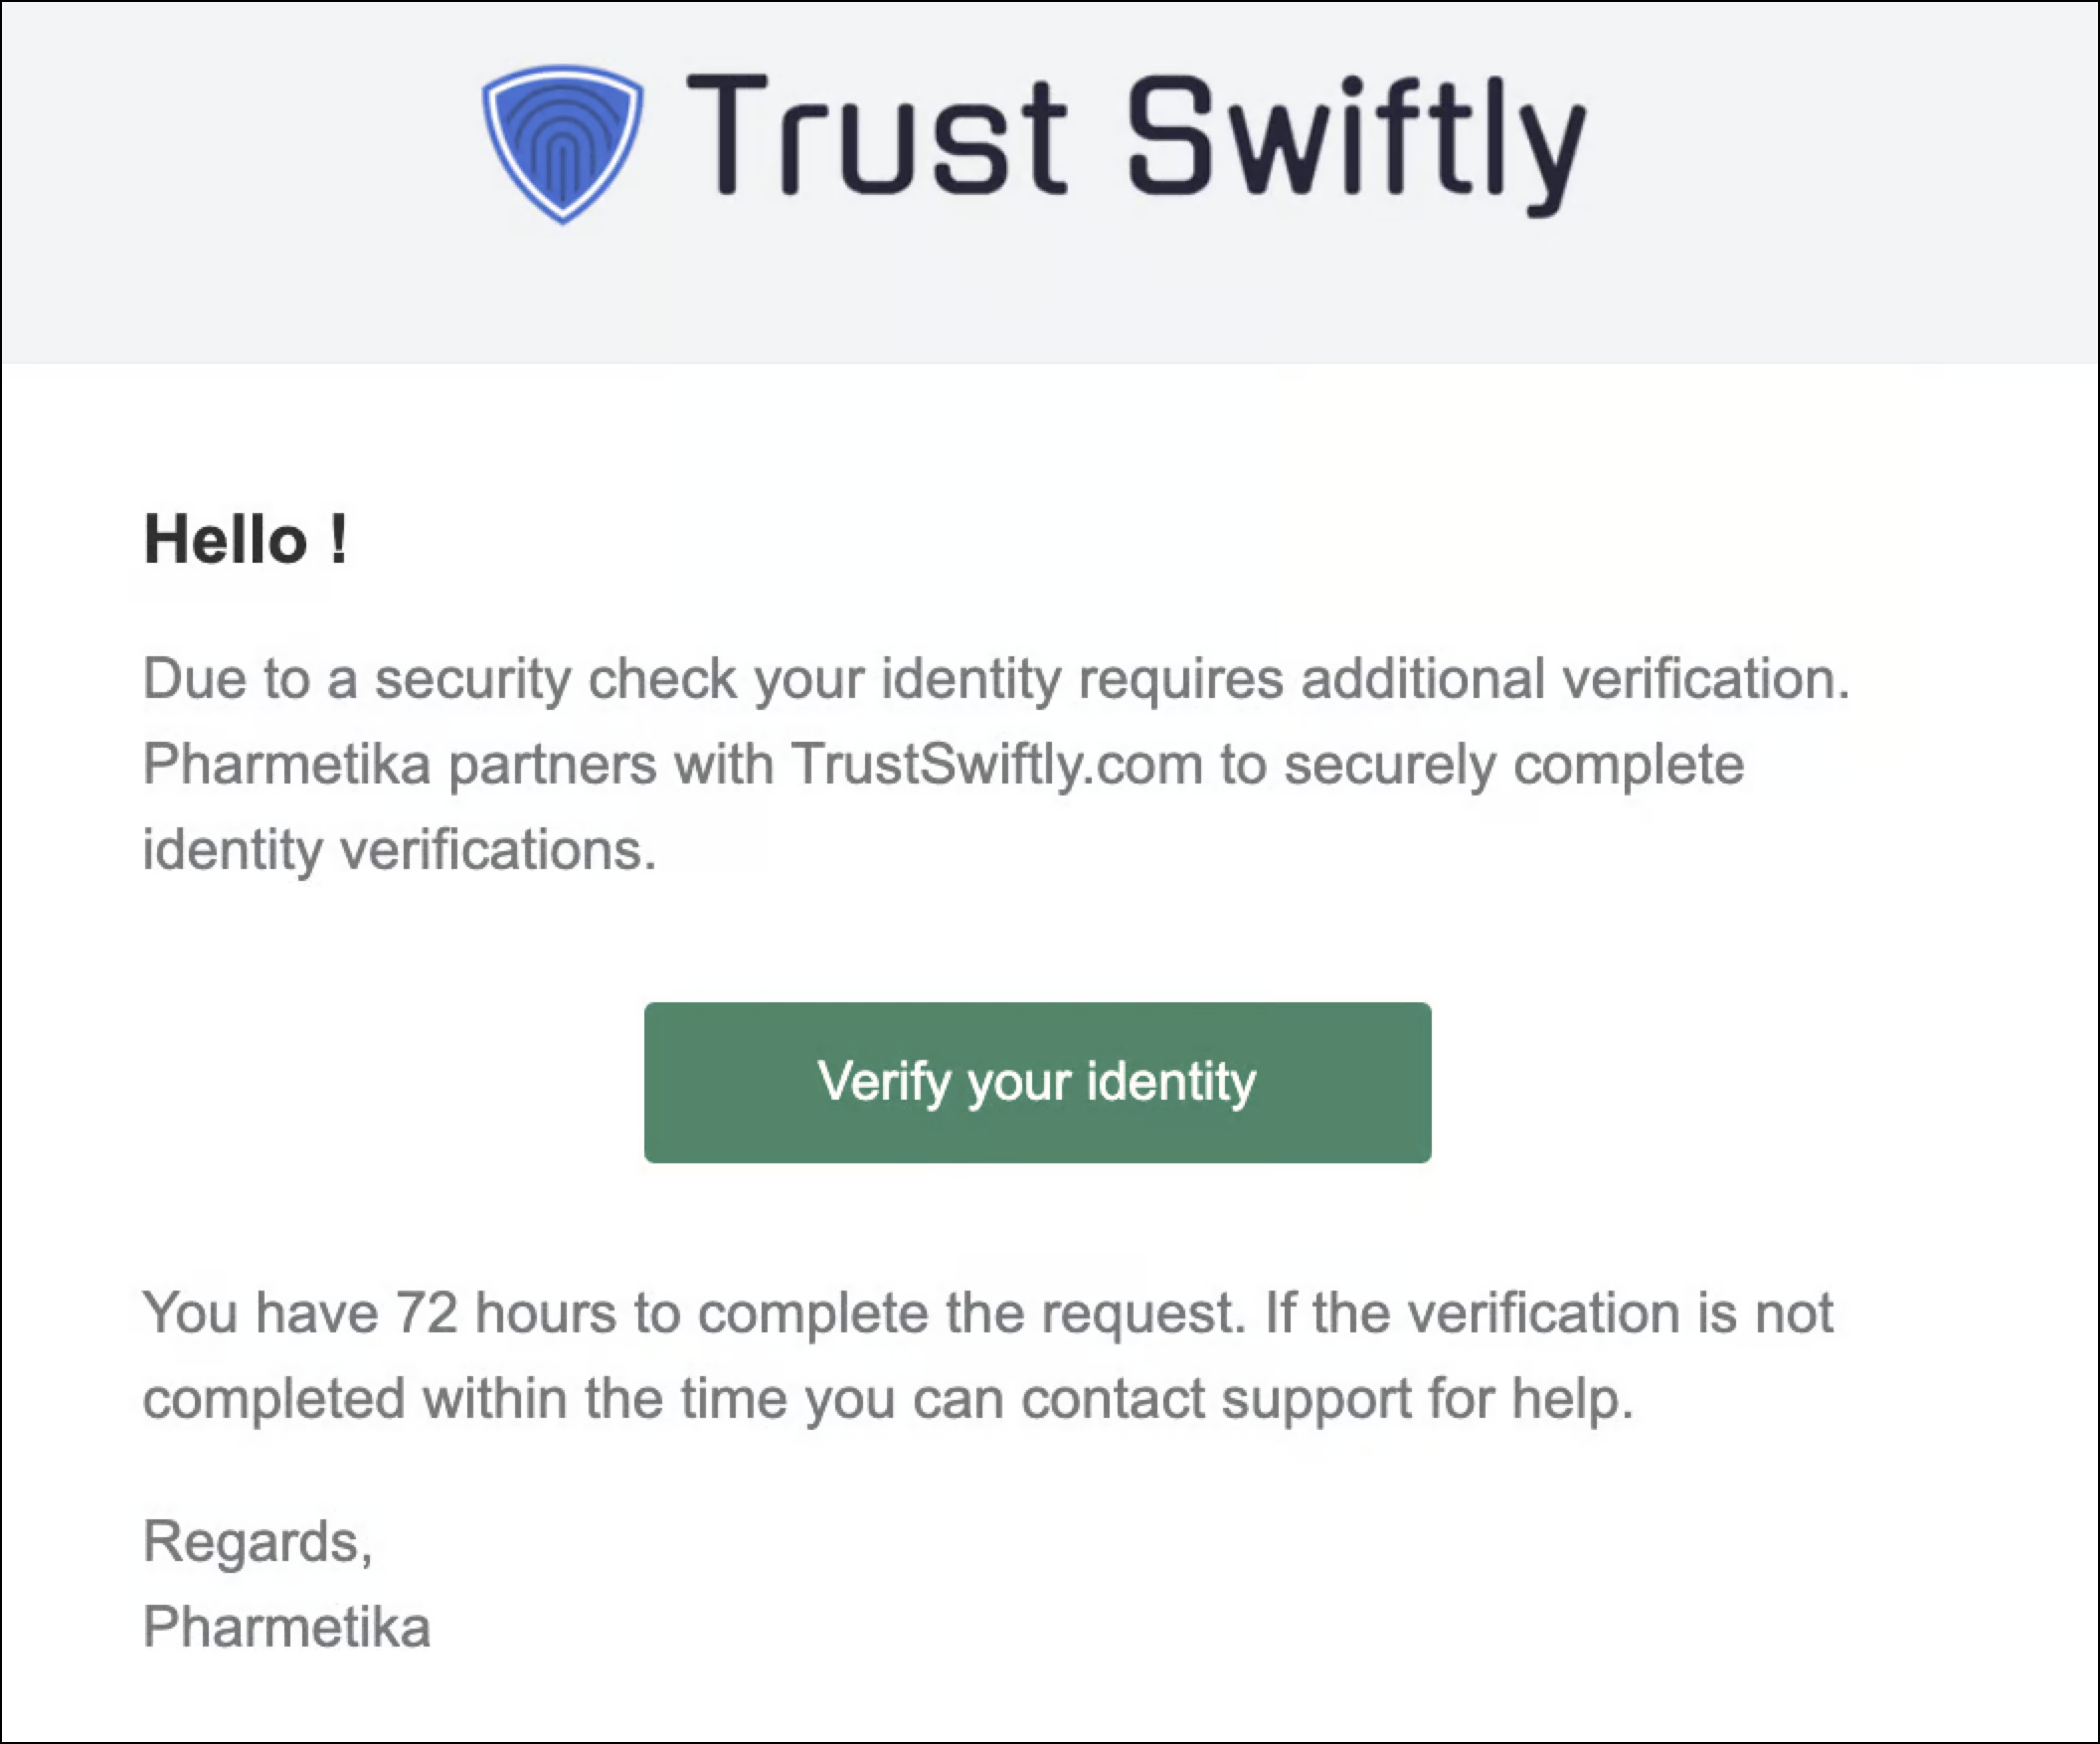 Trust Swiftly
Hello !
Due to a security check your identity requires additional verification.
Pharmetika partners with TrustSwiftly.com to securely complete
identity verifications.
Verify your identity
You have 72 hours to complete the request. If the verification is not
completed within the time you can contact support for help.
Regards,
Pharmetika